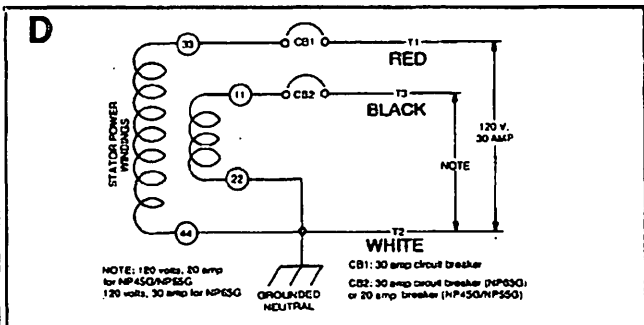 D
33
CB1
T1
RED
11
CB2
T3
BLACK
STATOR POWER
WINDINGS
120 V,
30 AMP
NOTE
22
44
T2
WHITE
NOTE: 120 volts, 20 amp
for NP45G/NP55G
120 volts, 30 amp for NP65G
GROUNDED
NEUTRAL
CB1: 30 amp circuit breaker
CB2: 30 amp circuit breaker (NP65G)
or 20 amp breaker (NP45G/NP55G)